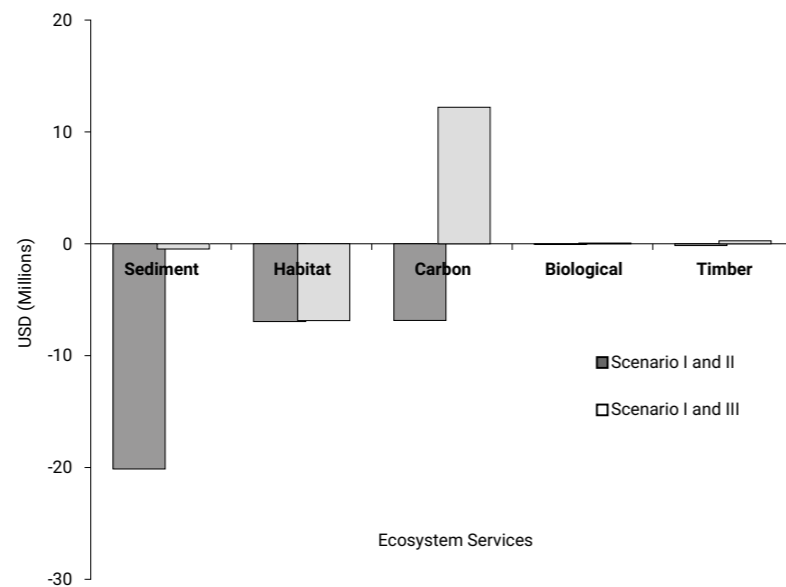 20
10
0
-10
-20
-30
USD (Millions)
Sediment
Habitat
Carbon
Biological
Timber
Scenario I and II
Scenario I and III
Ecosystem Services